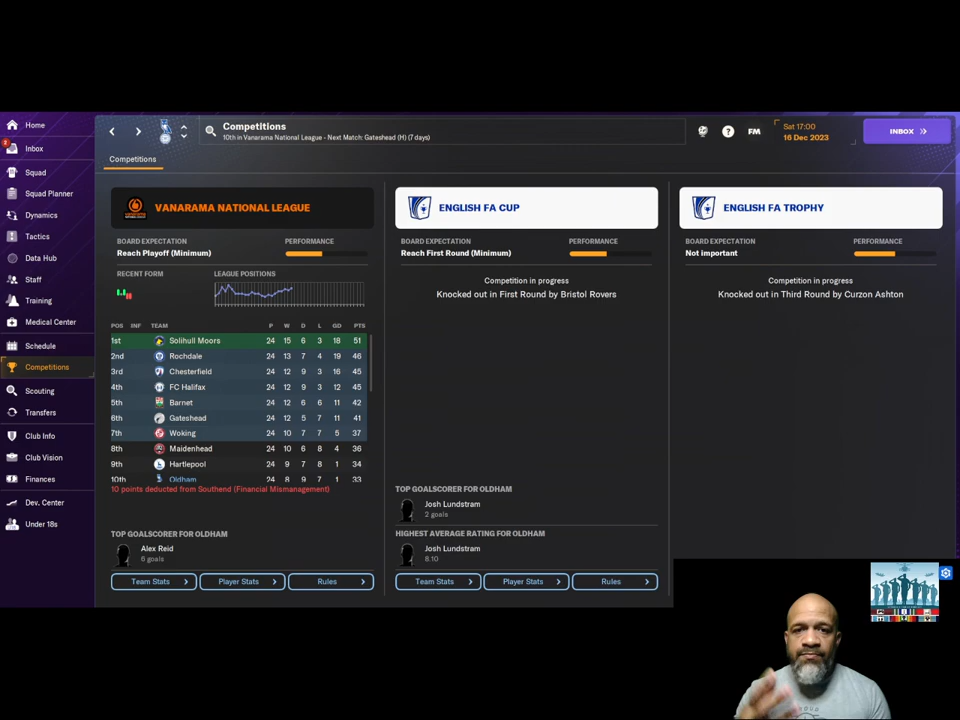 Home
2
Inbox
Squad
Squad Planner
Dynamics
Tactics
Data Hub
Staff
Training
Medical Center
Schedule
Competitions
Scouting
Transfers
Club Info
Club Vision
Finances
Dev. Center
Under 18s
Competitions
10th in Vanarama National League - Next Match: Gateshead (H) (7 days)
? FM
Sat 17:00
16 Dec 2023
INBOX
Competitions
VANARAMA NATIONAL LEAGUE
BOARD EXPECTATION PERFORMANCE
Reach Playoff (Minimum)
RECENT FORM LEAGUE POSITIONS
POS INF TEAM P W D L GD PTS
1st Solihull Moors 24 15 6 3 18 51
2nd Rochdale 24 13 7 4 19 46
3rd Chesterfield 24 12 9 3 16 45
4th FC Halifax 24 12 9 3 12 45
5th Barnet 24 12 6 6 11 42
6th Gateshead 24 12 5 7 11 41
7th Woking 24 10 7 7 5 37
8th Maidenhead 24 10 6 8 4 36
9th Hartlepool 24 9 7 8 1 34
10th Oldham 24 8 9 7 1 33
10 points deducted from Southend (Financial Mismanagement)
TOP GOALSCORER FOR OLDHAM
Alex Reid
6 goals
Team Stats Player Stats Rules
ENGLISH FA CUP
BOARD EXPECTATION PERFORMANCE
Reach First Round (Minimum)
Competition in progress
Knocked out in First Round by Bristol Rovers
TOP GOALSCORER FOR OLDHAM
Josh Lundstram
2 goals
HIGHEST AVERAGE RATING FOR OLDHAM
Josh Lundstram
8.10
Team Stats Player Stats Rules
ENGLISH FA TROPHY
BOARD EXPECTATION PERFORMANCE
Not important
Competition in progress
Knocked out in Third Round by Curzon Ashton